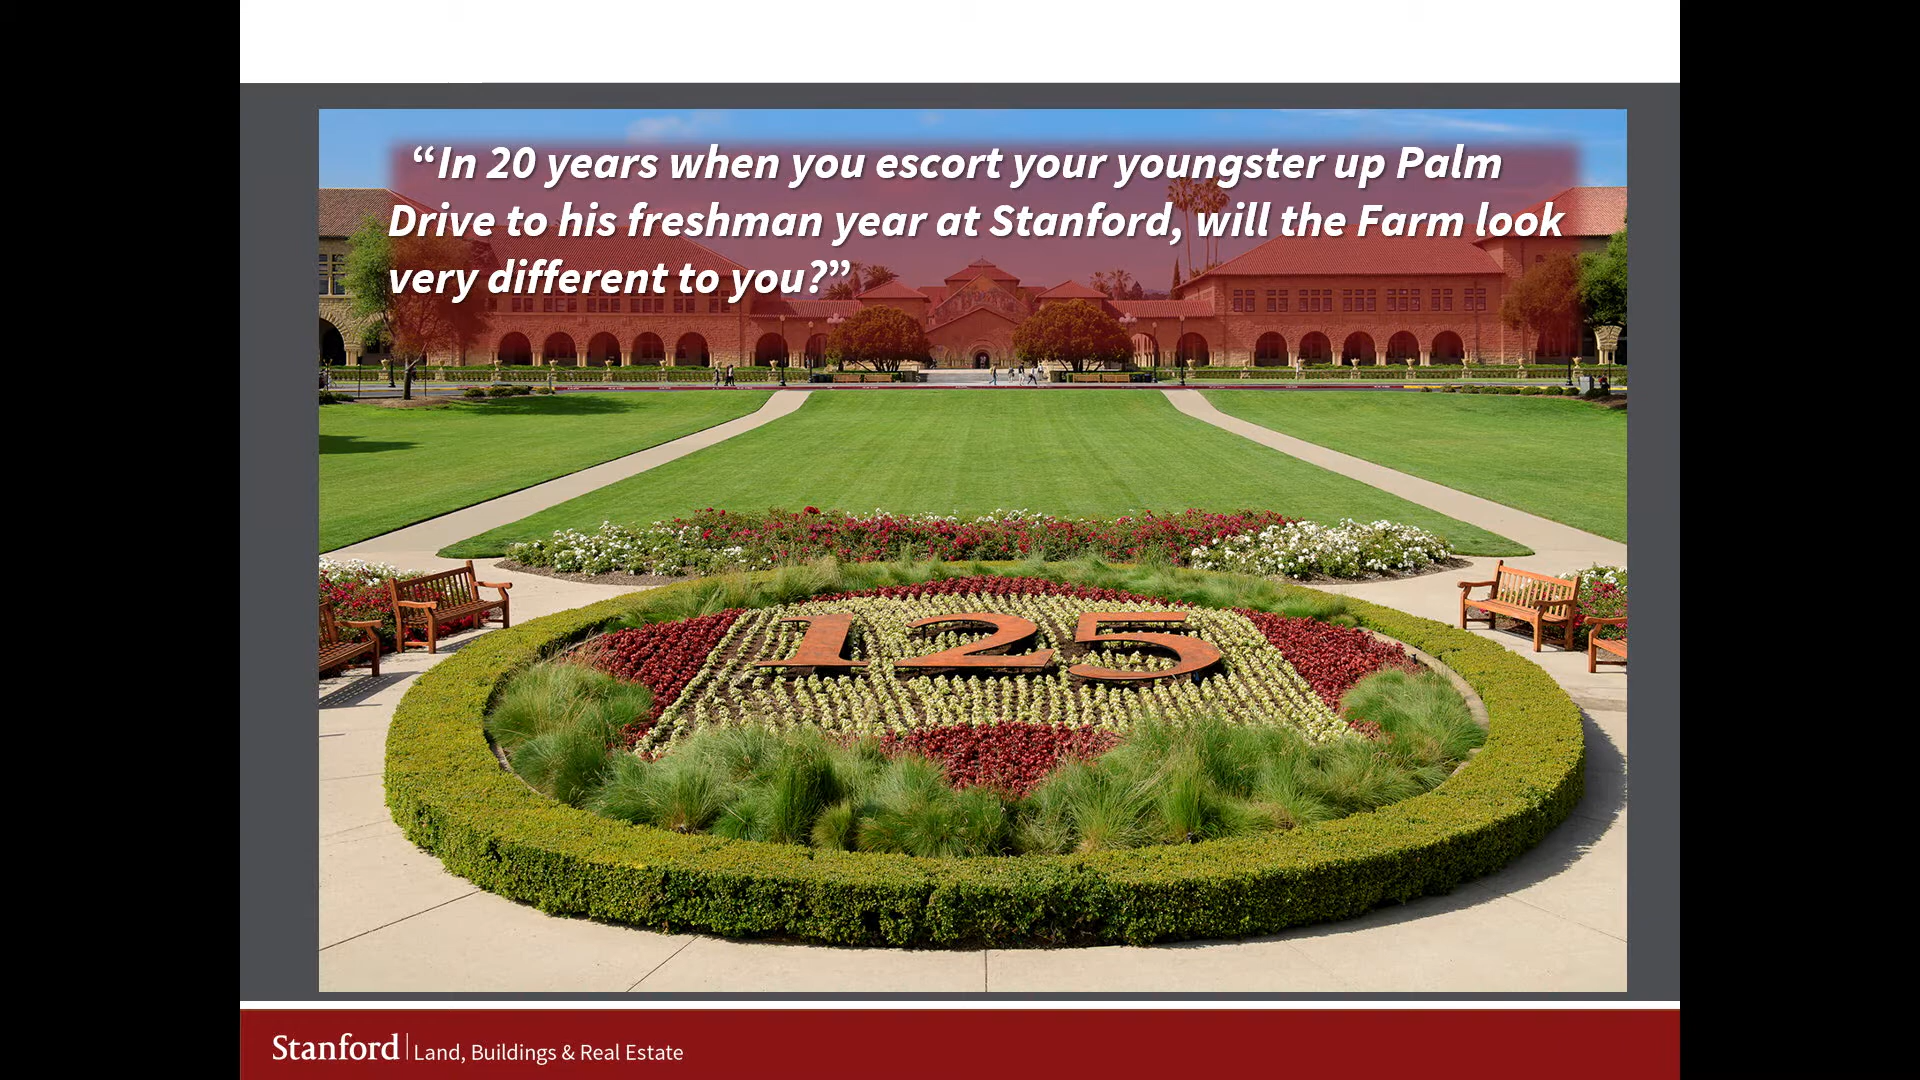 “In 20 years when you escort your youngster up Palm
Drive to his freshman year at Stanford, will the Farm look
very different to you?”
125
Stanford | Land, Buildings & Real Estate